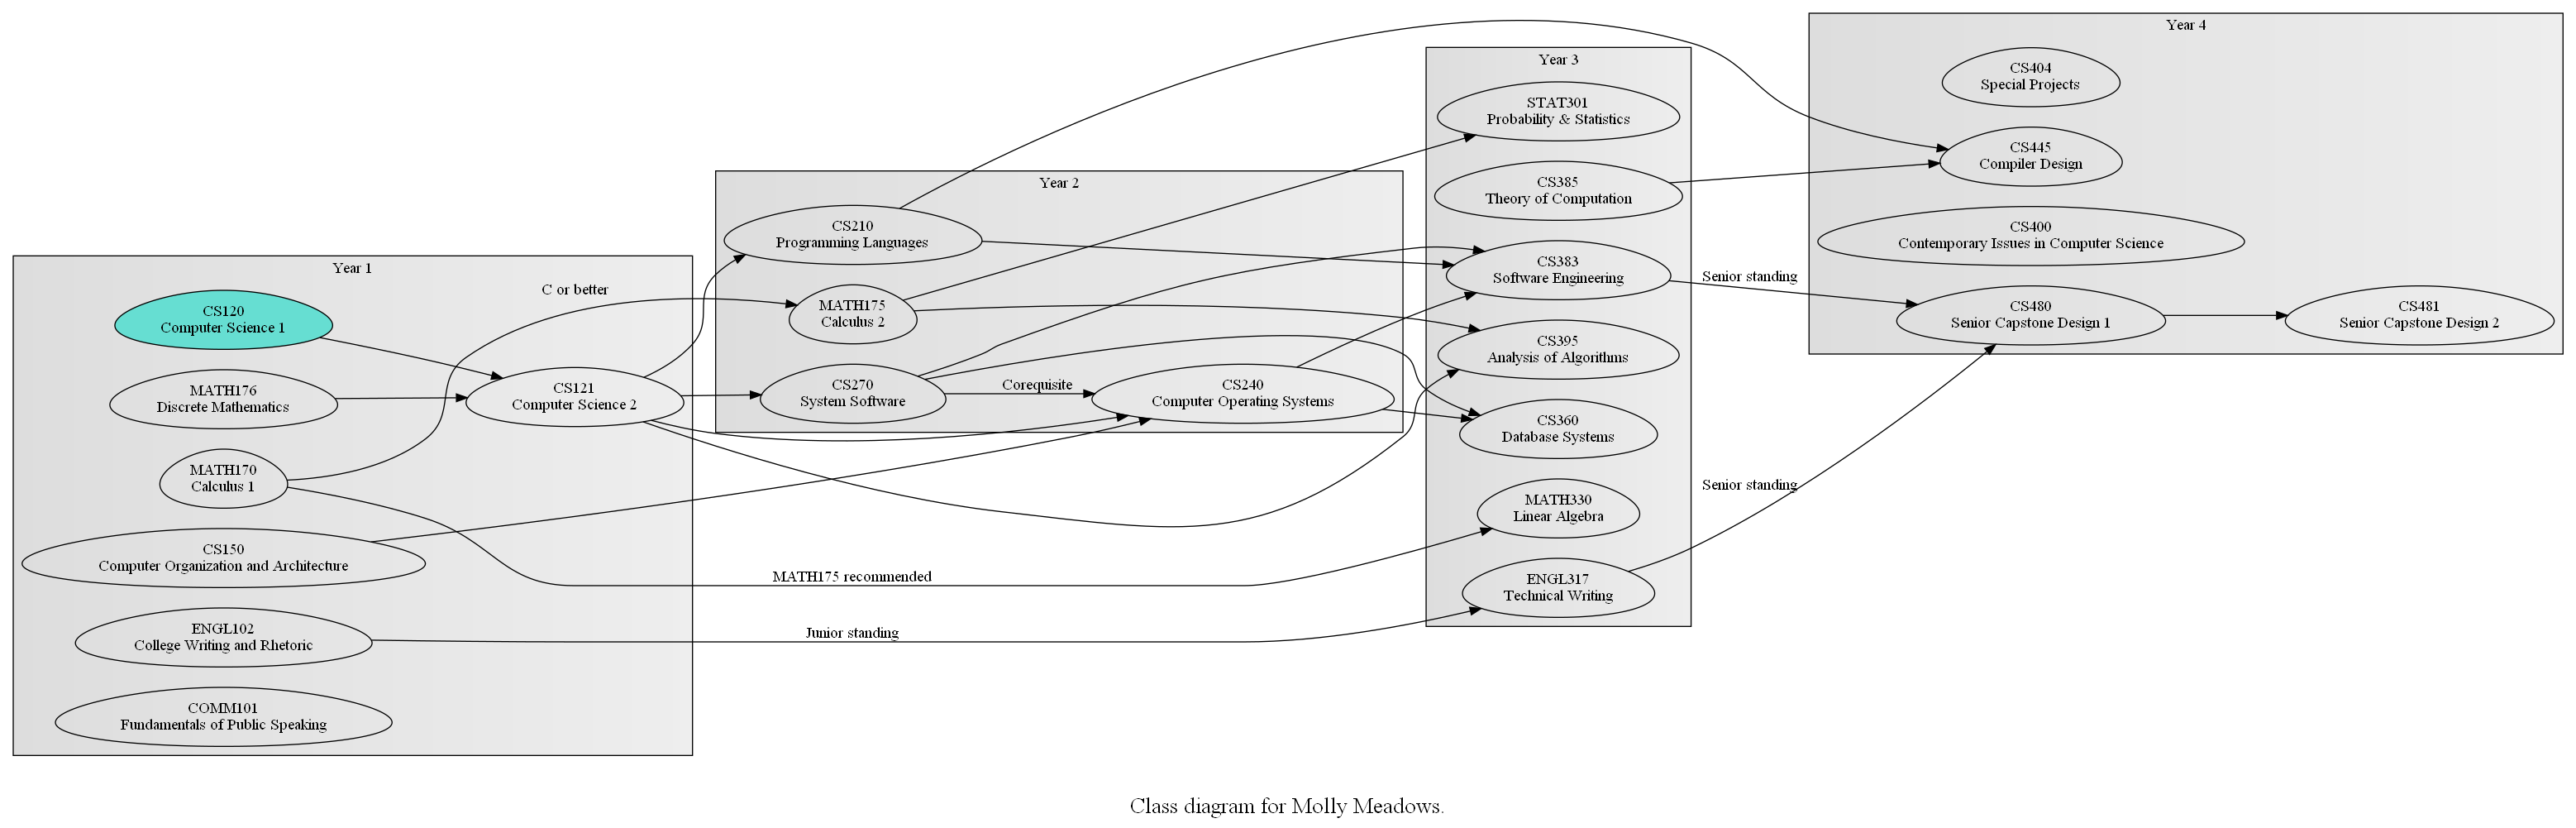 Year 1
CS120
Computer Science 1
MATH176
Discrete Mathematics
MATH170
Calculus 1
CS150
Computer Organization and Architecture
ENGL102
College Writing and Rhetoric
COMM101
Fundamentals of Public Speaking
CS121
Computer Science 2
C or better
MATH175 recommended
Junior standing
Year 2
CS210
Programming Languages
MATH175
Calculus 2
CS270
System Software
Corequisite
CS240
Computer Operating Systems
Year 3
STAT301
Probability & Statistics
CS385
Theory of Computation
CS383
Software Engineering
CS395
Analysis of Algorithms
CS360
Database Systems
MATH330
Linear Algebra
ENGL317
Technical Writing
Senior standing
Senior standing
Year 4
CS404
Special Projects
CS445
Compiler Design
CS400
Contemporary Issues in Computer Science
CS480
Senior Capstone Design 1
CS481
Senior Capstone Design 2
Class diagram for Molly Meadows.